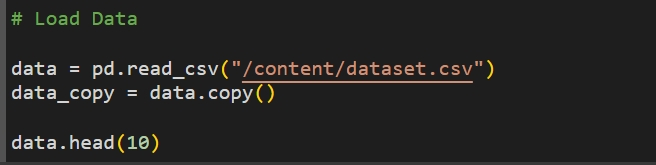 # Load Data
data = pd.read_csv("/content/dataset.csv")
data_copy = data.copy()
data.head(10)